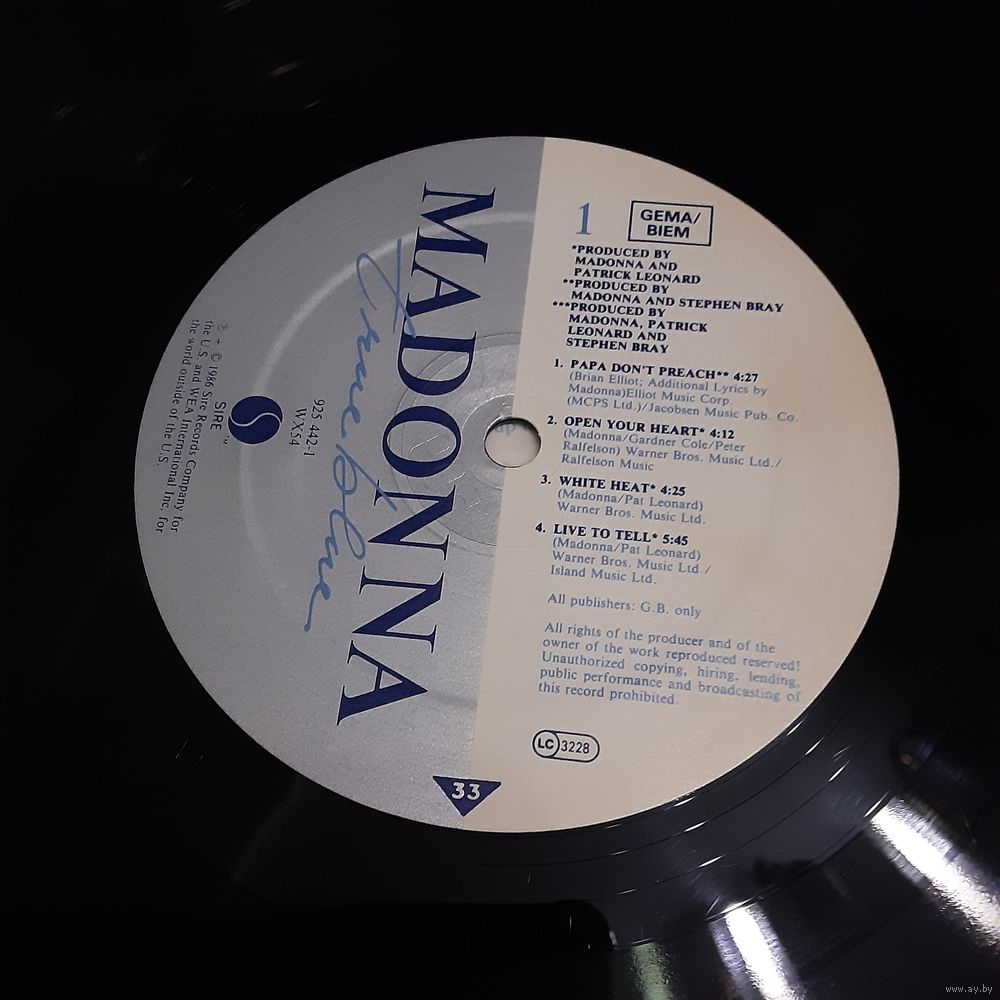 MADONNA
True Blue
925 442-1
WX54
SIRE™
℗ + © 1986 Sire Records Company for
the U.S. and WEA International Inc. for
the world outside of the U.S.
33
1
GEMA/
BIEM
*PRODUCED BY
MADONNA AND
PATRICK LEONARD
**PRODUCED BY
MADONNA AND STEPHEN BRAY
***PRODUCED BY
MADONNA, PATRICK
LEONARD AND
STEPHEN BRAY
1. PAPA DON'T PREACH** 4:27
(Brian Elliot; Additional Lyrics by
Madonna)Elliot Music Corp.
(MCPS Ltd.)/Jacobsen Music Pub. Co.
2. OPEN YOUR HEART* 4:12
(Madonna/Gardner Cole/Peter
Ralfelson) Warner Bros. Music Ltd./
Ralfelson Music
3. WHITE HEAT* 4:25
(Madonna/Pat Leonard)
Warner Bros. Music Ltd.
4. LIVE TO TELL* 5:45
(Madonna/Pat Leonard)
Warner Bros. Music Ltd./
Island Music Ltd.
All publishers: G.B. only
All rights of the producer and of the
owner of the work reproduced reserved!
Unauthorized copying, hiring, lending,
public performance and broadcasting of
this record prohibited.
LC 3228
www.ay.by